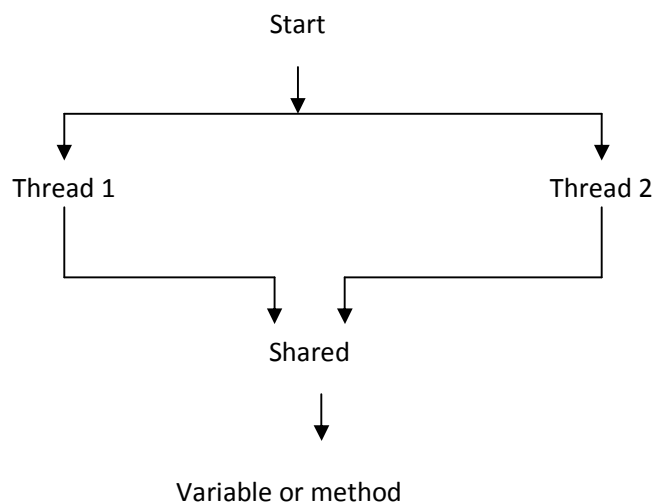 Start
Thread 1
Thread 2
Shared
Variable or method